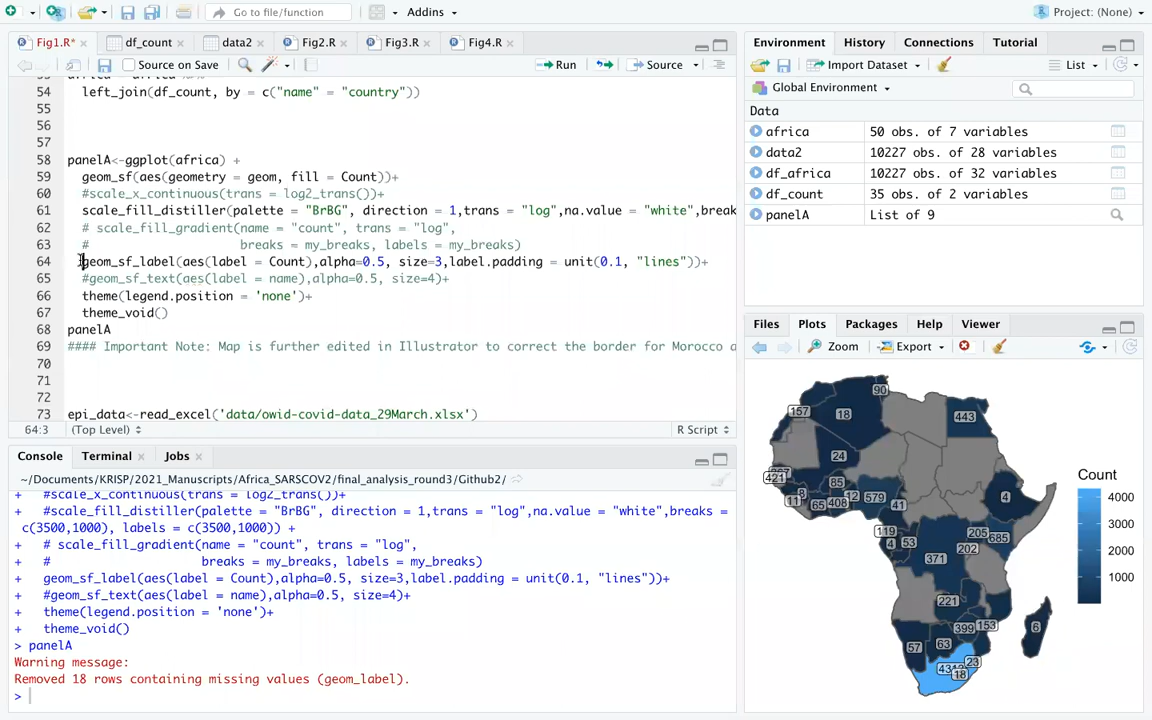 Go to file/function
Addins
Project: (None)
Fig1.R*
df_count
data2
Fig2.R
Fig3.R
Fig4.R
Source on Save
Run
Source
54 left_join(df_count, by = c("name" = "country"))
55
56
57
58 panelA<-ggplot(africa) +
59 geom_sf(aes(geometry = geom, fill = Count))+
60 #scale_x_continuous(trans = log2_trans())+
61 scale_fill_distiller(palette = "BrBG", direction = 1,trans = "log",na.value = "white",break
62 # scale_fill_gradient(name = "count", trans = "log",
63 # breaks = my_breaks, labels = my_breaks)
64 geom_sf_label(aes(label = Count),alpha=0.5, size=3,label.padding = unit(0.1, "lines"))+
65 #geom_sf_text(aes(label = name),alpha=0.5, size=4)+
66 theme(legend.position = 'none')+
67 theme_void()
68 panelA
69 #### Important Note: Map is further edited in Illustrator to correct the border for Morocco a
70
71
72
73 epi_data<-read_excel('data/owid-covid-data_29March.xlsx')
64:3 (Top Level) R Script
Console
Terminal
Jobs
~/Documents/KRISP/2021_Manuscripts/Africa_SARSCOV2/final_analysis_round3/Github2/
+ #scale_x_continuous(trans = log2_trans())+
+ #scale_fill_distiller(palette = "BrBG", direction = 1,trans = "log",na.value = "white",breaks =
c(3500,1000), labels = c(3500,1000)) +
+ # scale_fill_gradient(name = "count", trans = "log",
+ # breaks = my_breaks, labels = my_breaks)
+ geom_sf_label(aes(label = Count),alpha=0.5, size=3,label.padding = unit(0.1, "lines"))+
+ #geom_sf_text(aes(label = name),alpha=0.5, size=4)+
+ theme(legend.position = 'none')+
+ theme_void()
> panelA
Warning message:
Removed 18 rows containing missing values (geom_label).
>
Environment
History
Connections
Tutorial
Import Dataset
List
Global Environment
Data
africa 50 obs. of 7 variables
data2 10227 obs. of 28 variables
df_africa 10227 obs. of 32 variables
df_count 35 obs. of 2 variables
panelA List of 9
Files
Plots
Packages
Help
Viewer
Zoom
Export
90
157
18
443
24
421
85
11
8
65
408
12
579
41
4
119
4
53
205
685
202
371
221
399
153
6
57
63
23
18
Count
4000
3000
2000
1000